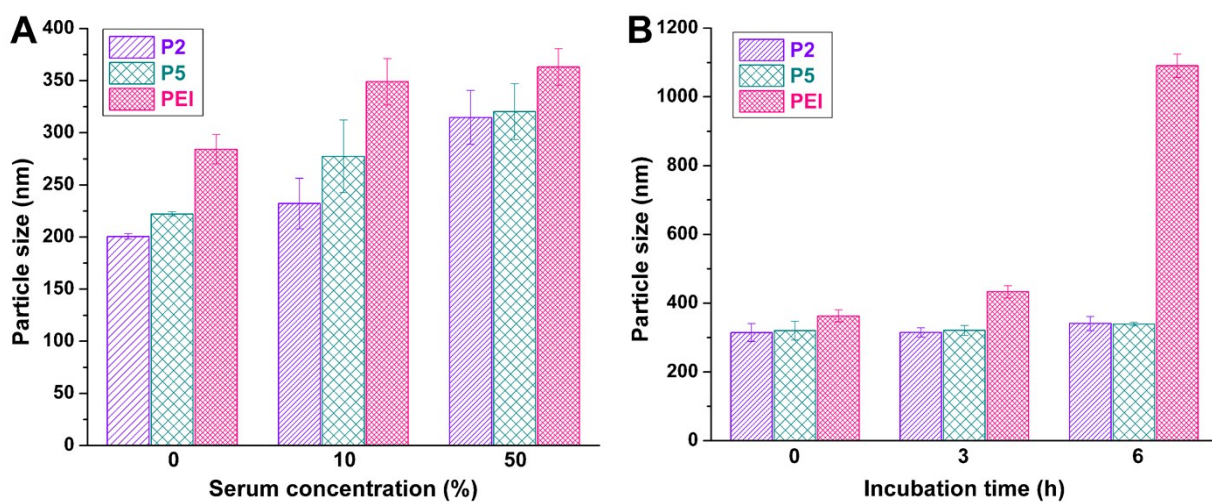 A
P2
P5
PEI
400
350
300
250
200
150
100
50
0
Particle size (nm)
0 10 50
Serum concentration (%)
B
P2
P5
PEI
1200
1000
800
600
400
200
0
Particle size (nm)
0 3 6
Incubation time (h)